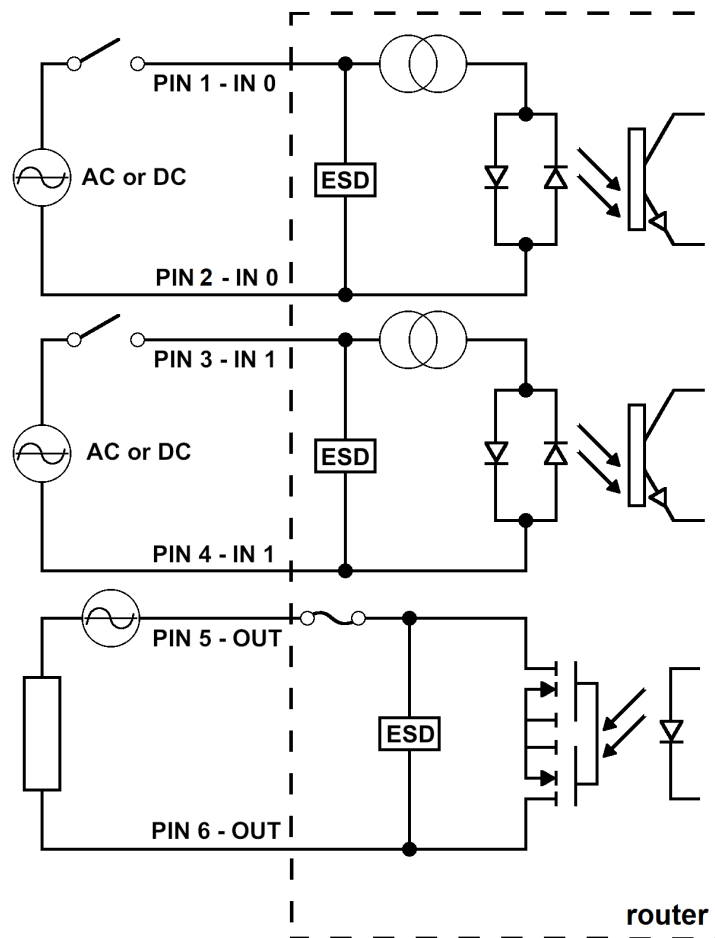 PIN 1 - IN 0
AC or DC
ESD
PIN 2 - IN 0
PIN 3 - IN 1
AC or DC
ESD
PIN 4 - IN 1
PIN 5 - OUT
ESD
PIN 6 - OUT
router